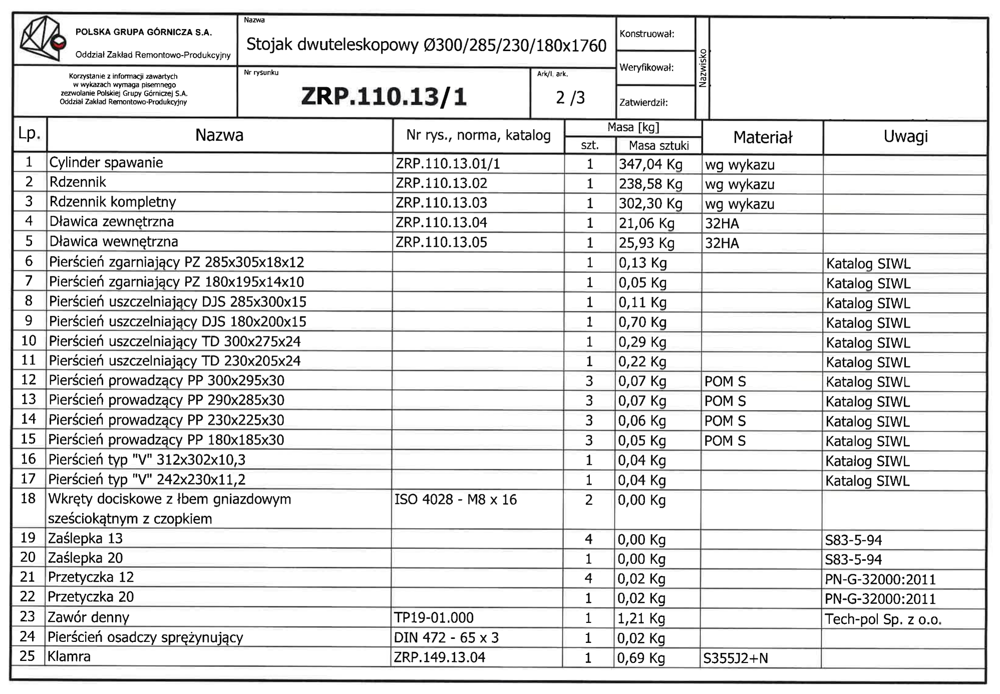 POLSKA GRUPA GÓRNICZA S.A.
Oddział Zakład Remontowo-Produkcyjny
Nazwa
Stojak dwuteleskopowy Ø300/285/230/180x1760
Konstruował:
Weryfikował:
Zatwierdził:
Nazwisko
Korzystanie z informacji zawartych
w wykazach wymaga pisemnego
zezwolanie Polskiej Grupy Górniczej S.A.
Oddział Zakład Remontowo-Produkcyjny
Nr rysunku
ZRP.110.13/1
Ark/l. ark.
2 /3
Lp. Nazwa Nr rys., norma, katalog Masa [kg] Materiał Uwagi
szt. Masa sztuki
1 Cylinder spawanie ZRP.110.13.01/1 1 347,04 Kg wg wykazu
2 Rdzennik ZRP.110.13.02 1 238,58 Kg wg wykazu
3 Rdzennik kompletny ZRP.110.13.03 1 302,30 Kg wg wykazu
4 Dławica zewnętrzna ZRP.110.13.04 1 21,06 Kg 32HA
5 Dławica wewnętrzna ZRP.110.13.05 1 25,93 Kg 32HA
6 Pierścień zgarniający PZ 285x305x18x12 1 0,13 Kg Katalog SIWL
7 Pierścień zgarniający PZ 180x195x14x10 1 0,05 Kg Katalog SIWL
8 Pierścień uszczelniający DJS 285x300x15 1 0,11 Kg Katalog SIWL
9 Pierścień uszczelniający DJS 180x200x15 1 0,70 Kg Katalog SIWL
10 Pierścień uszczelniający TD 300x275x24 1 0,29 Kg Katalog SIWL
11 Pierścień uszczelniający TD 230x205x24 1 0,22 Kg Katalog SIWL
12 Pierścień prowadzący PP 300x295x30 3 0,07 Kg POM S Katalog SIWL
13 Pierścień prowadzący PP 290x285x30 3 0,07 Kg POM S Katalog SIWL
14 Pierścień prowadzący PP 230x225x30 3 0,06 Kg POM S Katalog SIWL
15 Pierścień prowadzący PP 180x185x30 3 0,05 Kg POM S Katalog SIWL
16 Pierścień typ "V" 312x302x10,3 1 0,04 Kg Katalog SIWL
17 Pierścień typ "V" 242x230x11,2 1 0,04 Kg Katalog SIWL
18 Wkręty dociskowe z łbem gniazdowym ISO 4028 - M8 x 16 2 0,00 Kg
sześciokątnym z czopkiem
19 Zaślepka 13 4 0,00 Kg S83-5-94
20 Zaślepka 20 1 0,00 Kg S83-5-94
21 Przetyczka 12 4 0,02 Kg PN-G-32000:2011
22 Przetyczka 20 1 0,02 Kg PN-G-32000:2011
23 Zawór denny TP19-01.000 1 1,21 Kg Tech-pol Sp. z o.o.
24 Pierścień osadczy sprężynujący DIN 472 - 65 x 3 1 0,02 Kg
25 Klamra ZRP.149.13.04 1 0,69 Kg S355J2+N